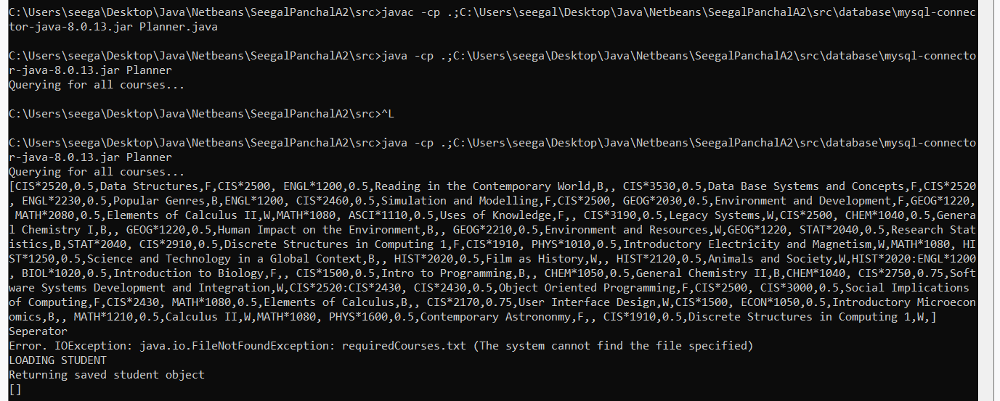 C:\Users\seega\Desktop\Java\Netbeans\SeegalPanchalA2\src>javac -cp .;C:\Users\seegal\Desktop\Java\Netbeans\SeegalPanchalA2\src\database\mysql-connec
tor-java-8.0.13.jar Planner.java
C:\Users\seega\Desktop\Java\Netbeans\SeegalPanchalA2\src>java -cp .;C:\Users\seega\Desktop\Java\Netbeans\SeegalPanchalA2\src\database\mysql-connecto
r-java-8.0.13.jar Planner
Querying for all courses...
C:\Users\seega\Desktop\Java\Netbeans\SeegalPanchalA2\src>^L
C:\Users\seega\Desktop\Java\Netbeans\SeegalPanchalA2\src>java -cp .;C:\Users\seega\Desktop\Java\Netbeans\SeegalPanchalA2\src\database\mysql-connecto
r-java-8.0.13.jar Planner
Querying for all courses...
[CIS*2520,0.5,Data Structures,F,CIS*2500, ENGL*1200,0.5,Reading in the Contemporary World,B,, CIS*3530,0.5,Data Base Systems and Concepts,F,CIS*2520
, ENGL*2230,0.5,Popular Genres,B,ENGL*1200, CIS*2460,0.5,Simulation and Modelling,F,CIS*2500, GEOG*2030,0.5,Environment and Development,F,GEOG*1220,
 MATH*2080,0.5,Elements of Calculus II,W,MATH*1080, ASCI*1110,0.5,Uses of Knowledge,F,, CIS*3190,0.5,Legacy Systems,W,CIS*2500, CHEM*1040,0.5,Genera
l Chemistry I,B,, GEOG*1220,0.5,Human Impact on the Environment,B,, GEOG*2210,0.5,Environment and Resources,W,GEOG*1220, STAT*2040,0.5,Research Stat
istics,B,STAT*2040, CIS*2910,0.5,Discrete Structures in Computing 1,F,CIS*1910, PHYS*1010,0.5,Introductory Electricity and Magnetism,W,MATH*1080, HI
ST*1250,0.5,Science and Technology in a Global Context,B,, HIST*2020,0.5,Film as History,W,, HIST*2120,0.5,Animals and Society,W,HIST*2020:ENGL*1200
, BIOL*1020,0.5,Introduction to Biology,F,, CIS*1500,0.5,Intro to Programming,B,, CHEM*1050,0.5,General Chemistry II,B,CHEM*1040, CIS*2750,0.75,Soft
ware Systems Development and Integration,W,CIS*2520:CIS*2430, CIS*2430,0.5,Object Oriented Programming,F,CIS*2500, CIS*3000,0.5,Social Implications
of Computing,F,CIS*2430, MATH*1080,0.5,Elements of Calculus,B,, CIS*2170,0.75,User Interface Design,W,CIS*1500, ECON*1050,0.5,Introductory Microecon
omics,B,, MATH*1210,0.5,Calculus II,W,MATH*1080, PHYS*1600,0.5,Contemporary Astrononmy,F,, CIS*1910,0.5,Discrete Structures in Computing 1,W,]
Seperator
Error. IOException: java.io.FileNotFoundException: requiredCourses.txt (The system cannot find the file specified)
LOADING STUDENT
Returning saved student object
[]